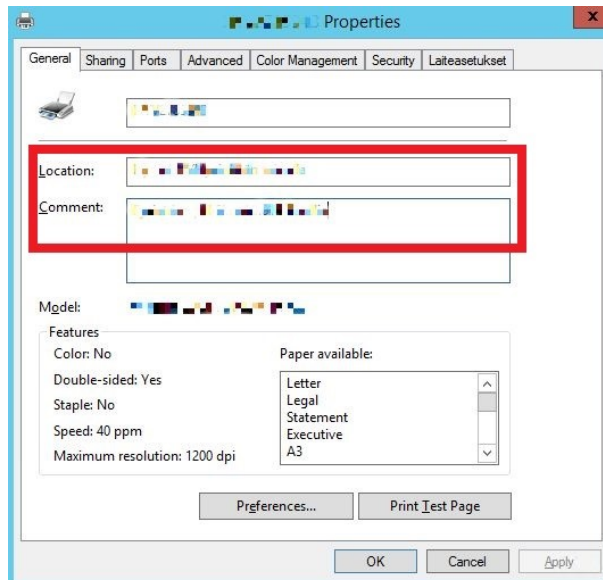 Properties
x
General Sharing Ports Advanced Color Management Security Laiteasetukset
Location:
Comment:
Model:
Features
Color: No
Paper available:
Double-sided: Yes
Letter
Staple: No
Legal
Statement
Speed: 40 ppm
Executive
Maximum resolution: 1200 dpi
A3
Preferences...
Print Test Page
OK
Cancel
Apply